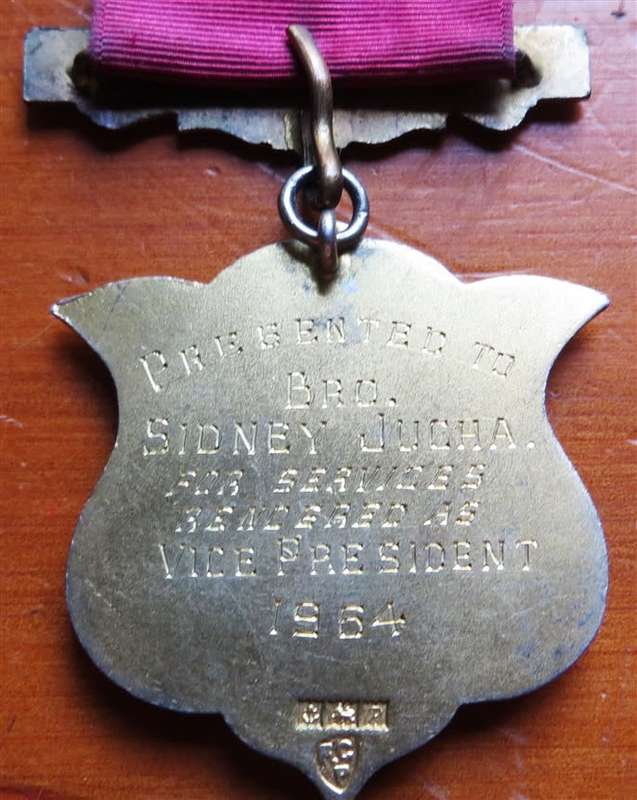 PRESENTED TO
BRO.
SIDNEY JUCHA.
FOR SERVICES
RENDERED AS
VICE PRESIDENT
1964